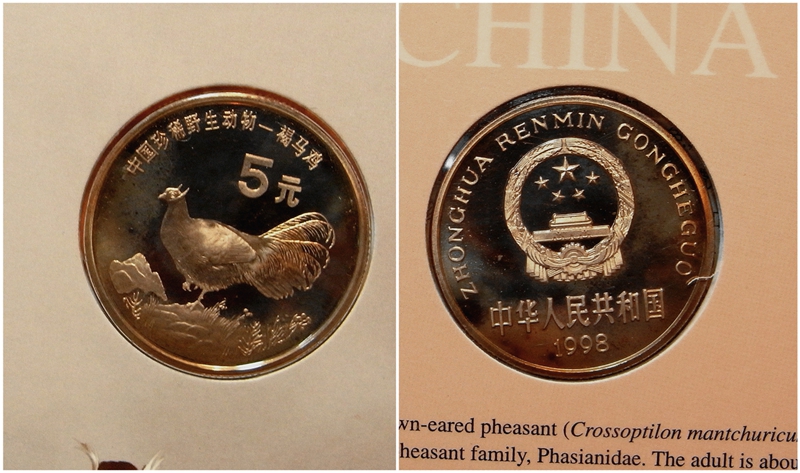 中国珍稀野生动物—褐马鸡
5元
CHINA
ZHONGHUA RENMIN GONGHEGUO
中华人民共和国
1998
wn-eared pheasant (Crossoptilon mantchuricu
heasant family, Phasianidae. The adult is abou